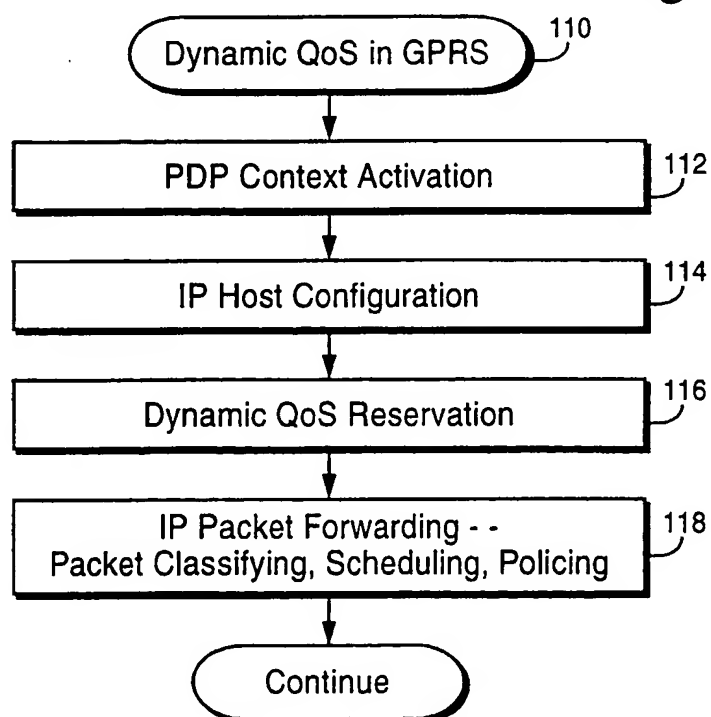 Dynamic QoS in GPRS
110
PDP Context Activation
112
IP Host Configuration
114
Dynamic QoS Reservation
116
IP Packet Forwarding - -
Packet Classifying, Scheduling, Policing
118
Continue